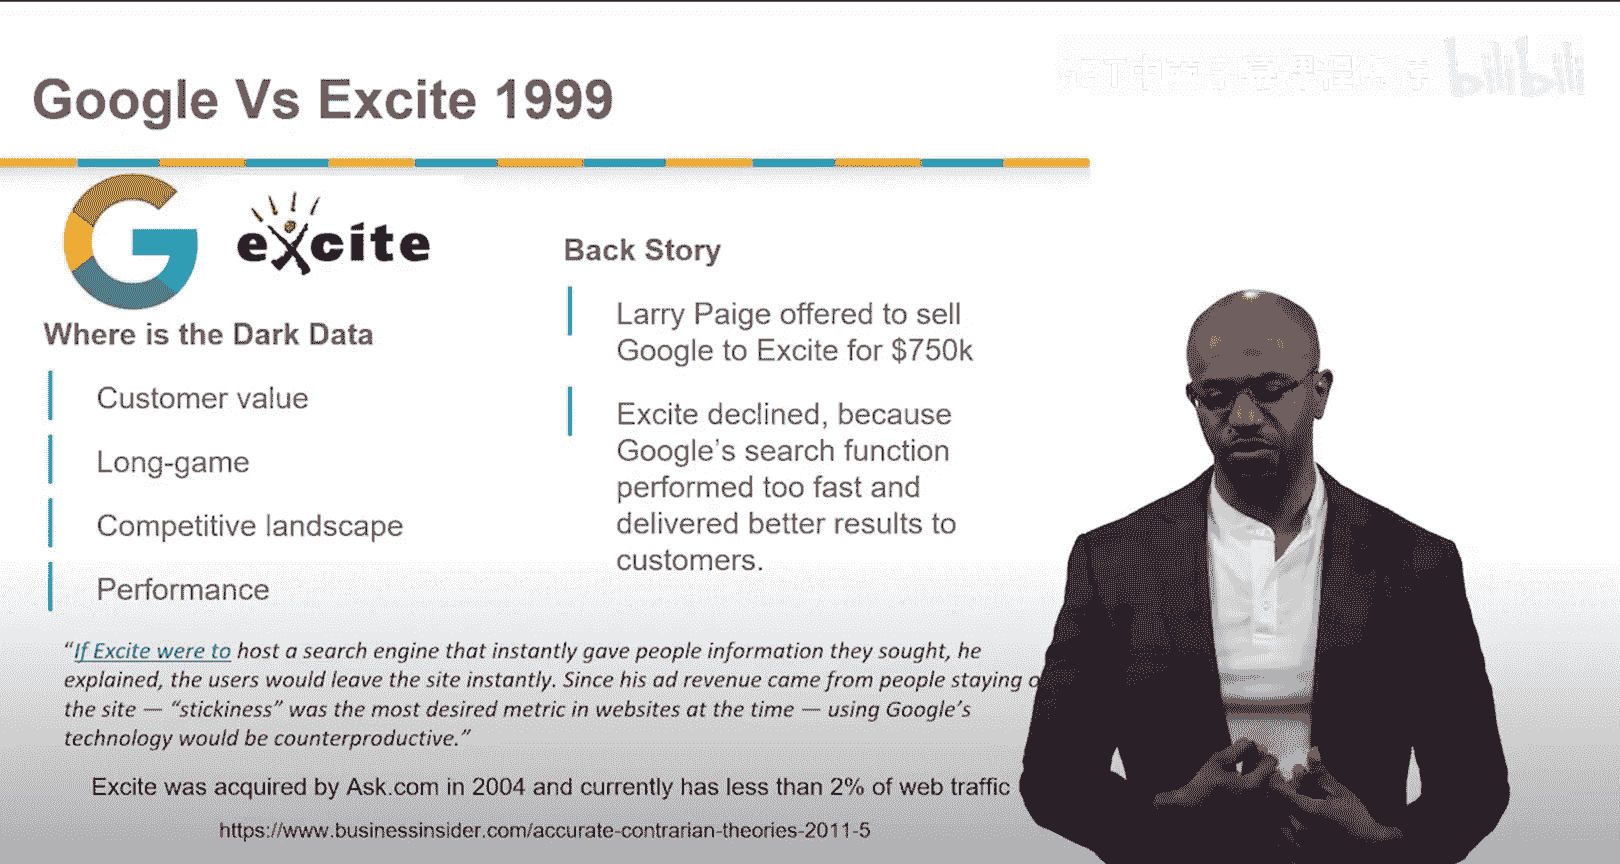 Google Vs Excite 1999
bilibili
excite
Where is the Dark Data
Customer value
Long-game
Competitive landscape
Performance
Back Story
Larry Paige offered to sell
Google to Excite for $750k
Excite declined, because
Google’s search function
performed too fast and
delivered better results to
customers.
“If Excite were to host a search engine that instantly gave people information they sought, he
explained, the users would leave the site instantly. Since his ad revenue came from people staying
the site — “stickiness” was the most desired metric in websites at the time — using Google’s
technology would be counterproductive.”
Excite was acquired by Ask.com in 2004 and currently has less than 2% of web traffic
https://www.businessinsider.com/accurate-contrarian-theories-2011-5